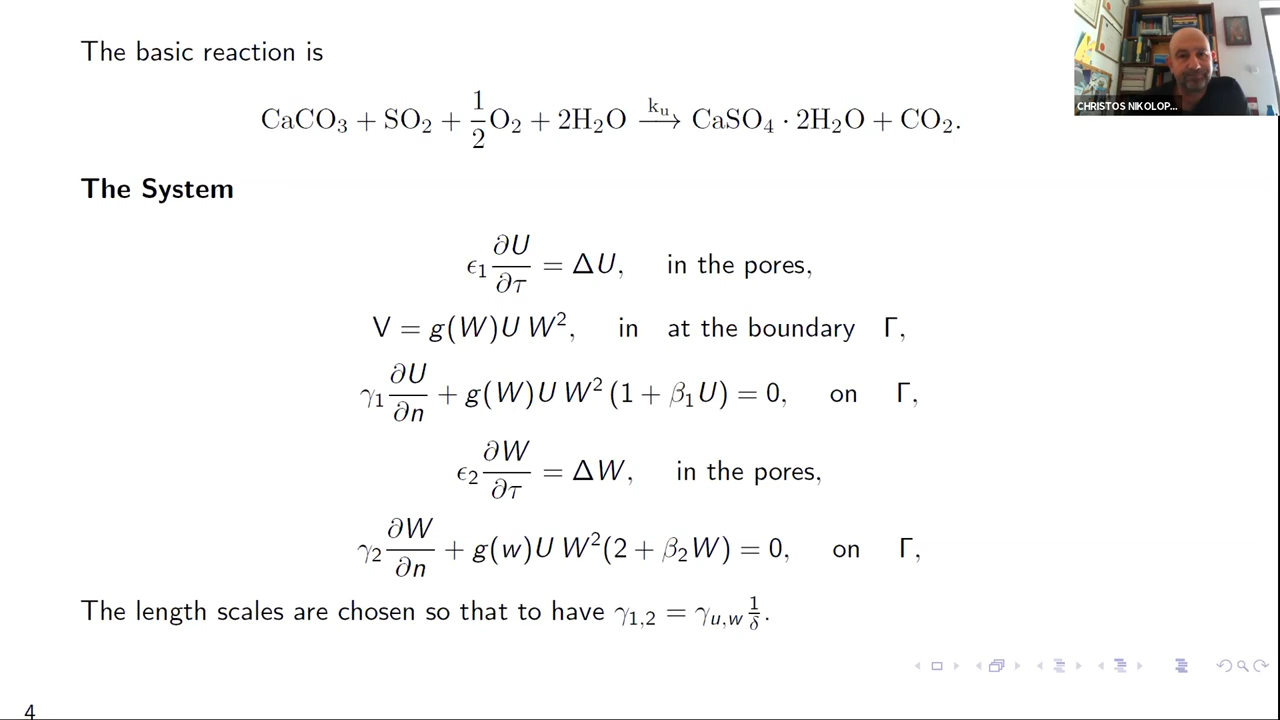 The basic reaction is
CaCO₃ + SO₂ + 1/2 O₂ + 2H₂O —kᵤ→ CaSO₄ · 2H₂O + CO₂.
CHRISTOS NIKOLOP...
The System
ϵ₁ ∂U/∂τ = ΔU, in the pores,
V = g(W)U W², in at the boundary Γ,
γ₁ ∂U/∂n + g(W)U W² (1 + β₁U) = 0, on Γ,
ϵ₂ ∂W/∂τ = ΔW, in the pores,
γ₂ ∂W/∂n + g(w)U W²(2 + β₂W) = 0, on Γ,
The length scales are chosen so that to have γ₁,₂ = γ_{u,w} 1/δ.
4